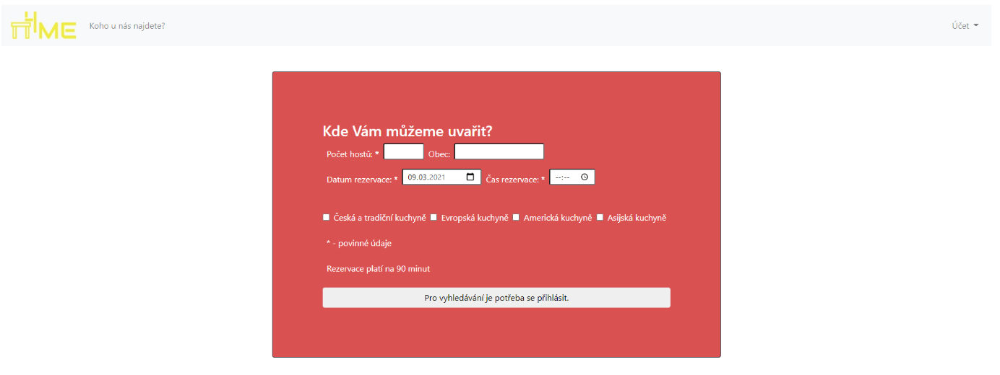 ME Koho u nás najdete? Účet
Kde Vám můžeme uvařit?
Počet hostů: * Obec:
Datum rezervace: * 09.03.2021 Čas rezervace: * --:--
Česká a tradiční kuchyně Evropská kuchyně Americká kuchyně Asijská kuchyně
* - povinné údaje
Rezervace platí na 90 minut
Pro vyhledávání je potřeba se přihlásit.